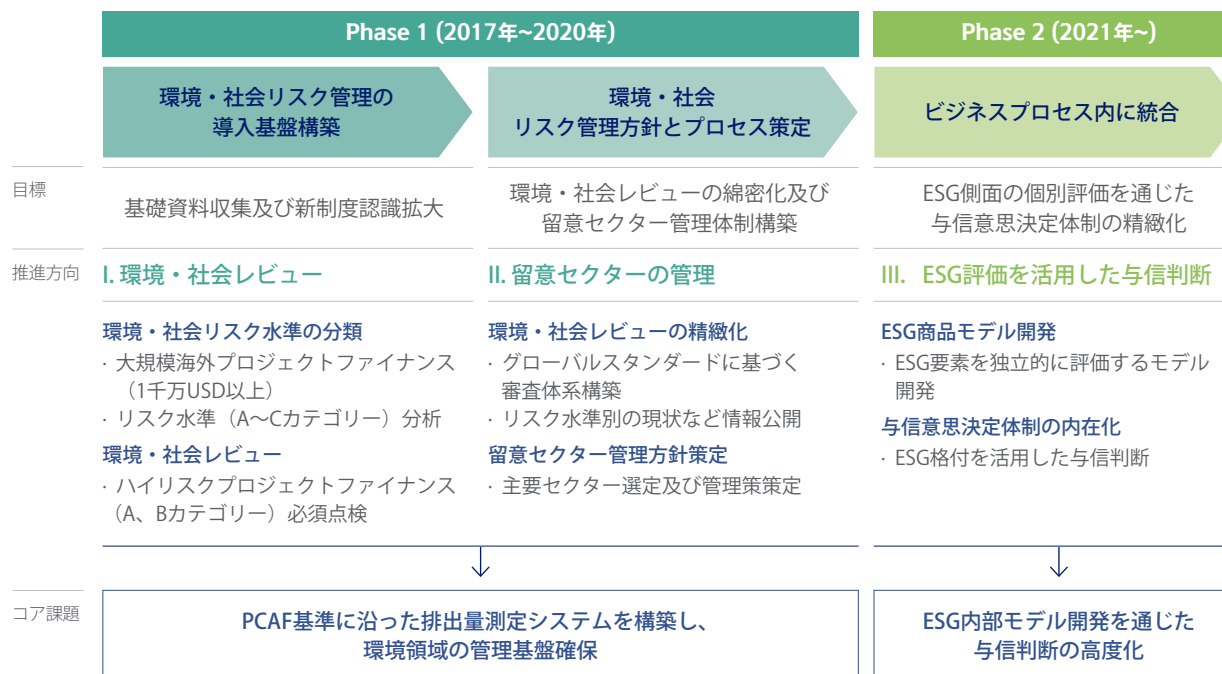 Phase 1 (2017年~2020年)
Phase 2 (2021年~)
環境・社会リスク管理の
導入基盤構築
環境・社会
リスク管理方針とプロセス策定
ビジネスプロセス内に統合
目標
基礎資料収集及び新制度認識拡大
環境・社会レビューの綿密化及び
留意セクター管理体制構築
ESG側面の個別評価を通じた
与信意思決定体制の精緻化
推進方向
I. 環境・社会レビュー
II. 留意セクターの管理
III. ESG評価を活用した与信判断
環境・社会リスク水準の分類
· 大規模海外プロジェクトファイナンス
（1千万USD以上）
· リスク水準（A～Cカテゴリー）分析
環境・社会レビュー
· ハイリスクプロジェクトファイナンス
（A、Bカテゴリー）必須点検
環境・社会レビューの精緻化
· グローバルスタンダードに基づく
審査体系構築
· リスク水準別の現状など情報公開
留意セクター管理方針策定
· 主要セクター選定及び管理策策定
ESG商品モデル開発
· ESG要素を独立的に評価するモデル
開発
与信意思決定体制の内在化
· ESG格付を活用した与信判断
コア課題
PCAF基準に沿った排出量測定システムを構築し、
環境領域の管理基盤確保
ESG内部モデル開発を通じた
与信判断の高度化